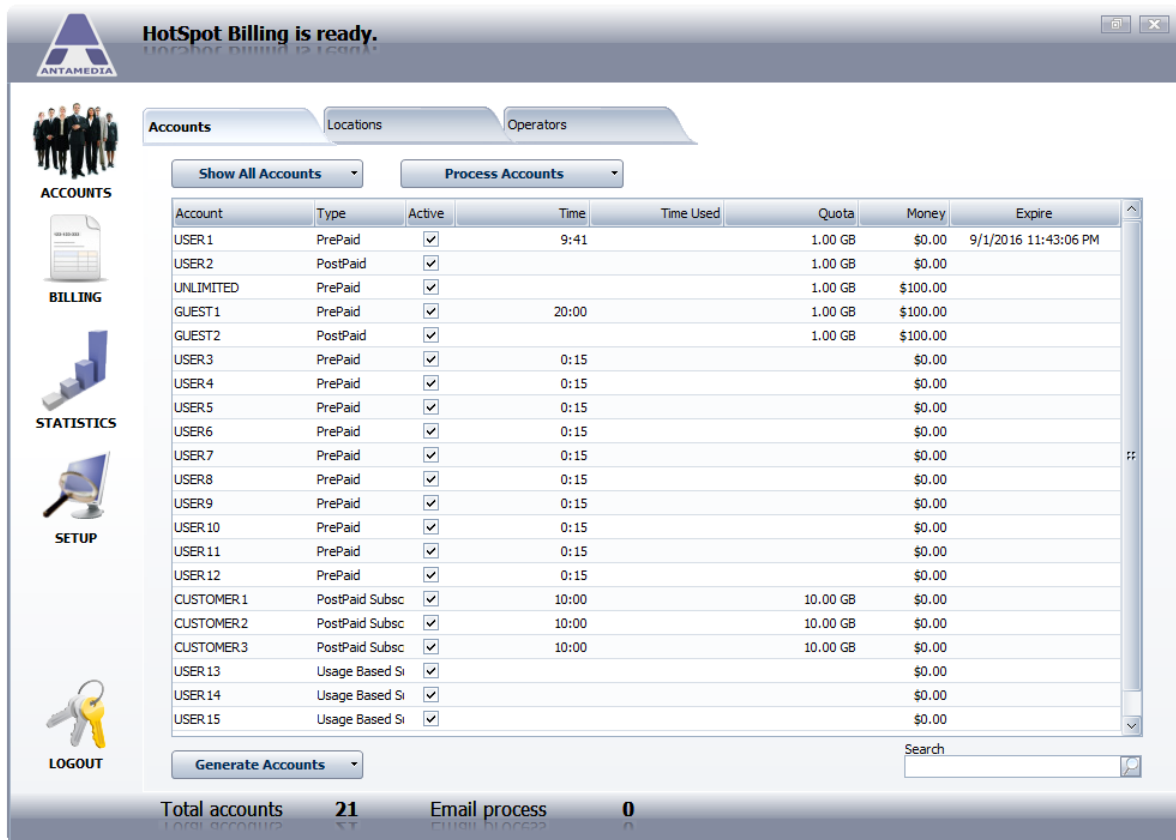 HotSpot Billing is ready.
ANTAMEDIA
Accounts Locations Operators
ACCOUNTS
BILLING
STATISTICS
SETUP
LOGOUT
Show All Accounts Process Accounts
Account Type Active Time Time Used Quota Money Expire
USER1 PrePaid 9:41 1.00 GB $0.00 9/1/2016 11:43:06 PM
USER2 PostPaid 1.00 GB $0.00
UNLIMITED PrePaid 1.00 GB $100.00
GUEST1 PrePaid 20:00 1.00 GB $100.00
GUEST2 PostPaid 1.00 GB $100.00
USER3 PrePaid 0:15 $0.00
USER4 PrePaid 0:15 $0.00
USER5 PrePaid 0:15 $0.00
USER6 PrePaid 0:15 $0.00
USER7 PrePaid 0:15 $0.00
USER8 PrePaid 0:15 $0.00
USER9 PrePaid 0:15 $0.00
USER10 PrePaid 0:15 $0.00
USER11 PrePaid 0:15 $0.00
USER12 PrePaid 0:15 $0.00
CUSTOMER1 PostPaid Subsc 10:00 10.00 GB $0.00
CUSTOMER2 PostPaid Subsc 10:00 10.00 GB $0.00
CUSTOMER3 PostPaid Subsc 10:00 10.00 GB $0.00
USER13 Usage Based $0.00
USER14 Usage Based $0.00
USER15 Usage Based $0.00
Generate Accounts
Search
Total accounts 21 Email process 0